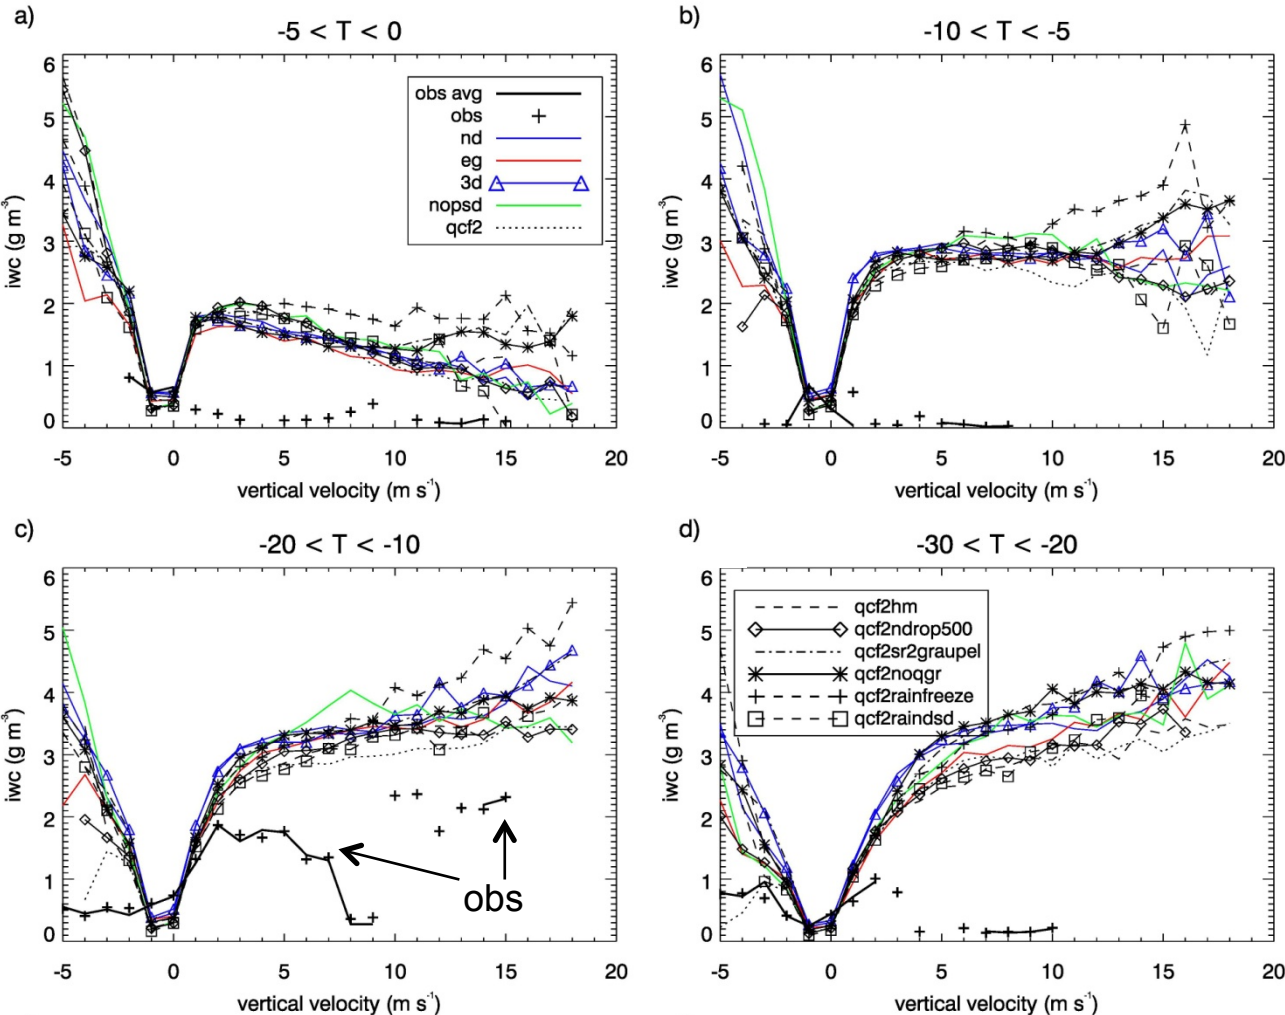 a)
-5 < T < 0
6
5
4
3
2
1
0
iwc (g m⁻³)
-5 0 5 10 15 20
vertical velocity (m s⁻¹)
obs avg
obs
nd
eg
3d
nopsd
qcf2
b)
-10 < T < -5
6
5
4
3
2
1
0
iwc (g m⁻³)
-5 0 5 10 15 20
vertical velocity (m s⁻¹)
c)
-20 < T < -10
6
5
4
3
2
1
0
iwc (g m⁻³)
-5 0 5 10 15 20
vertical velocity (m s⁻¹)
obs
d)
-30 < T < -20
6
5
4
3
2
1
0
iwc (g m⁻³)
-5 0 5 10 15 20
vertical velocity (m s⁻¹)
qcf2hm
qcf2ndrop500
qcf2sr2graupel
qcf2noqgr
qcf2rainfreeze
qcf2raindsd